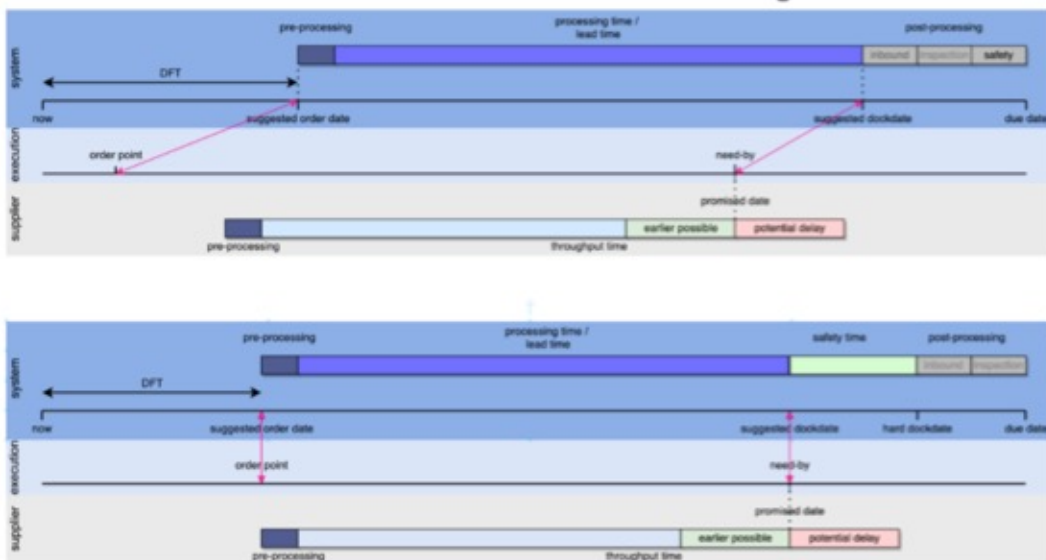 pre-processing
processing time /
lead time
post-processing
inbound
inspection
safety
system
DFT
now
suggested order date
suggested dockdate
due date
execution
order point
need-by
supplier
promised date
earlier possible
potential delay
pre-processing
throughput time
pre-processing
processing time /
lead time
safety time
post-processing
inbound
inspection
system
DFT
now
suggested order date
suggested dockdate
hard dockdate
due date
execution
order point
need-by
supplier
promised date
earlier possible
potential delay
pre-processing
throughput time